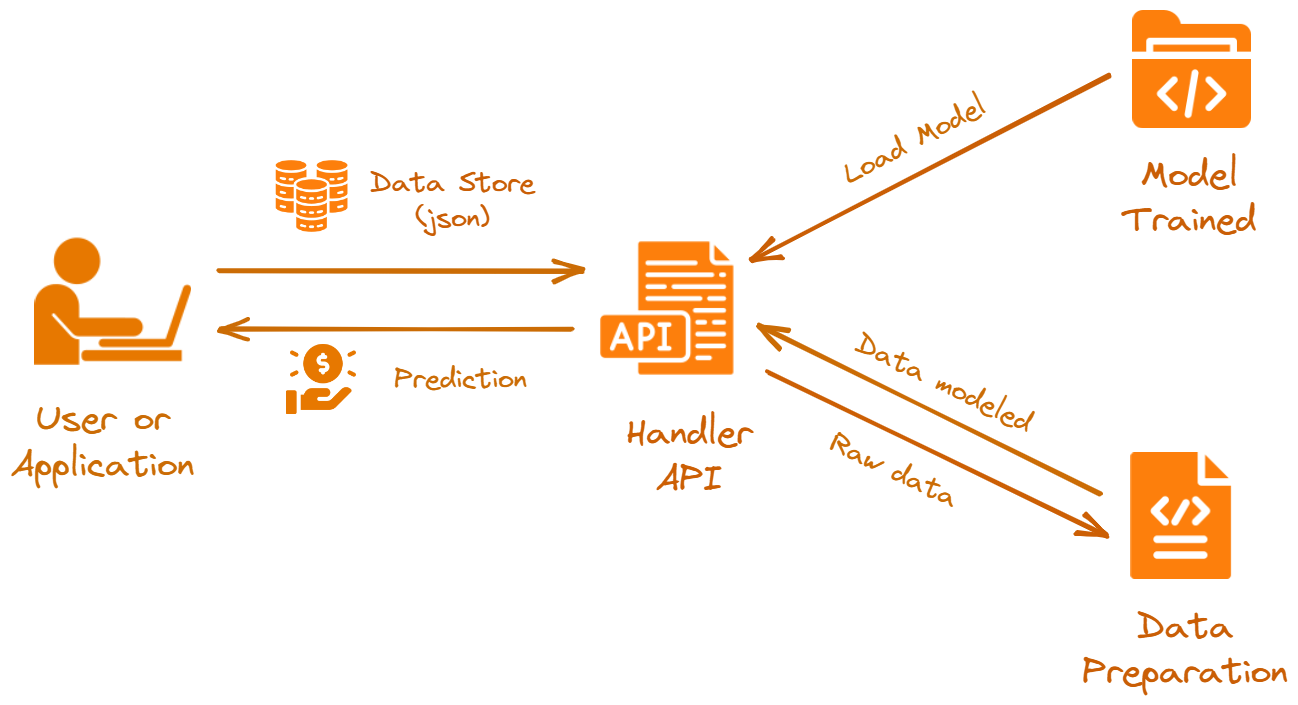 Data Store
(json)
Prediction
User or
Application
API
Handler
API
Load Model
Model
Trained
Data modeled
Raw data
Data
Preparation